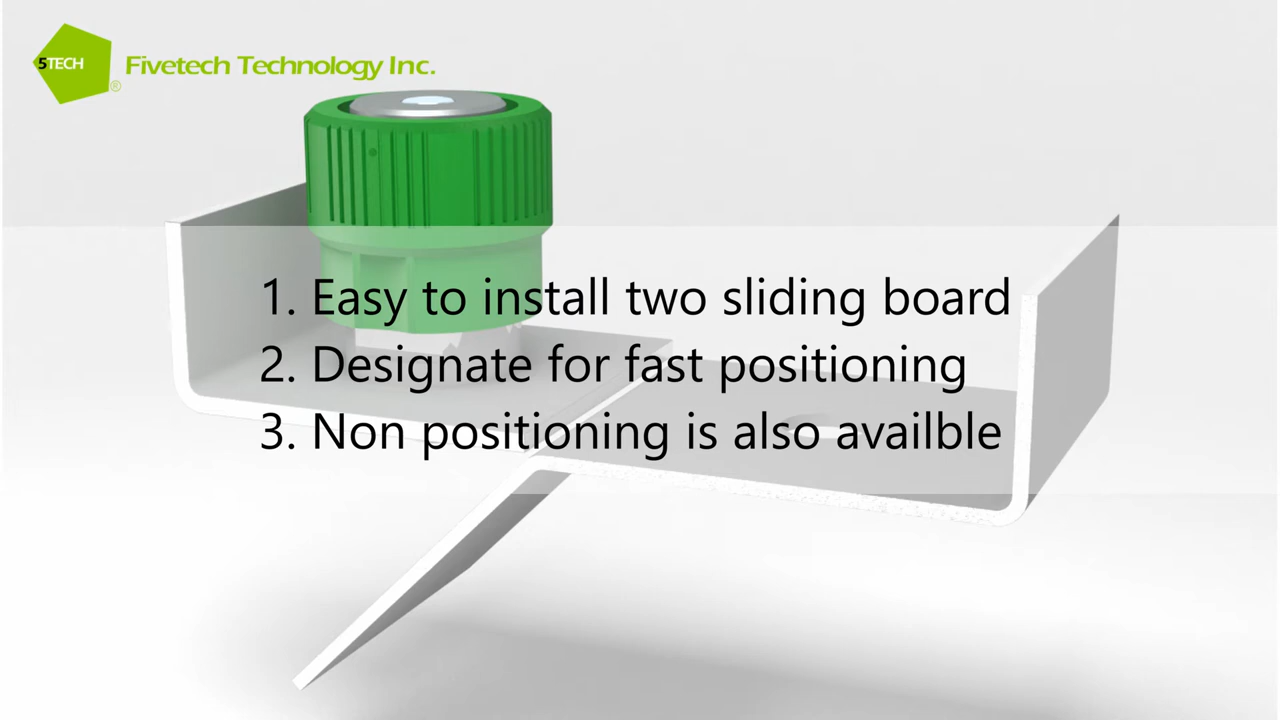 5TECH
® Fivetech Technology Inc.
1. Easy to install two sliding board
2. Designate for fast positioning
3. Non positioning is also availble